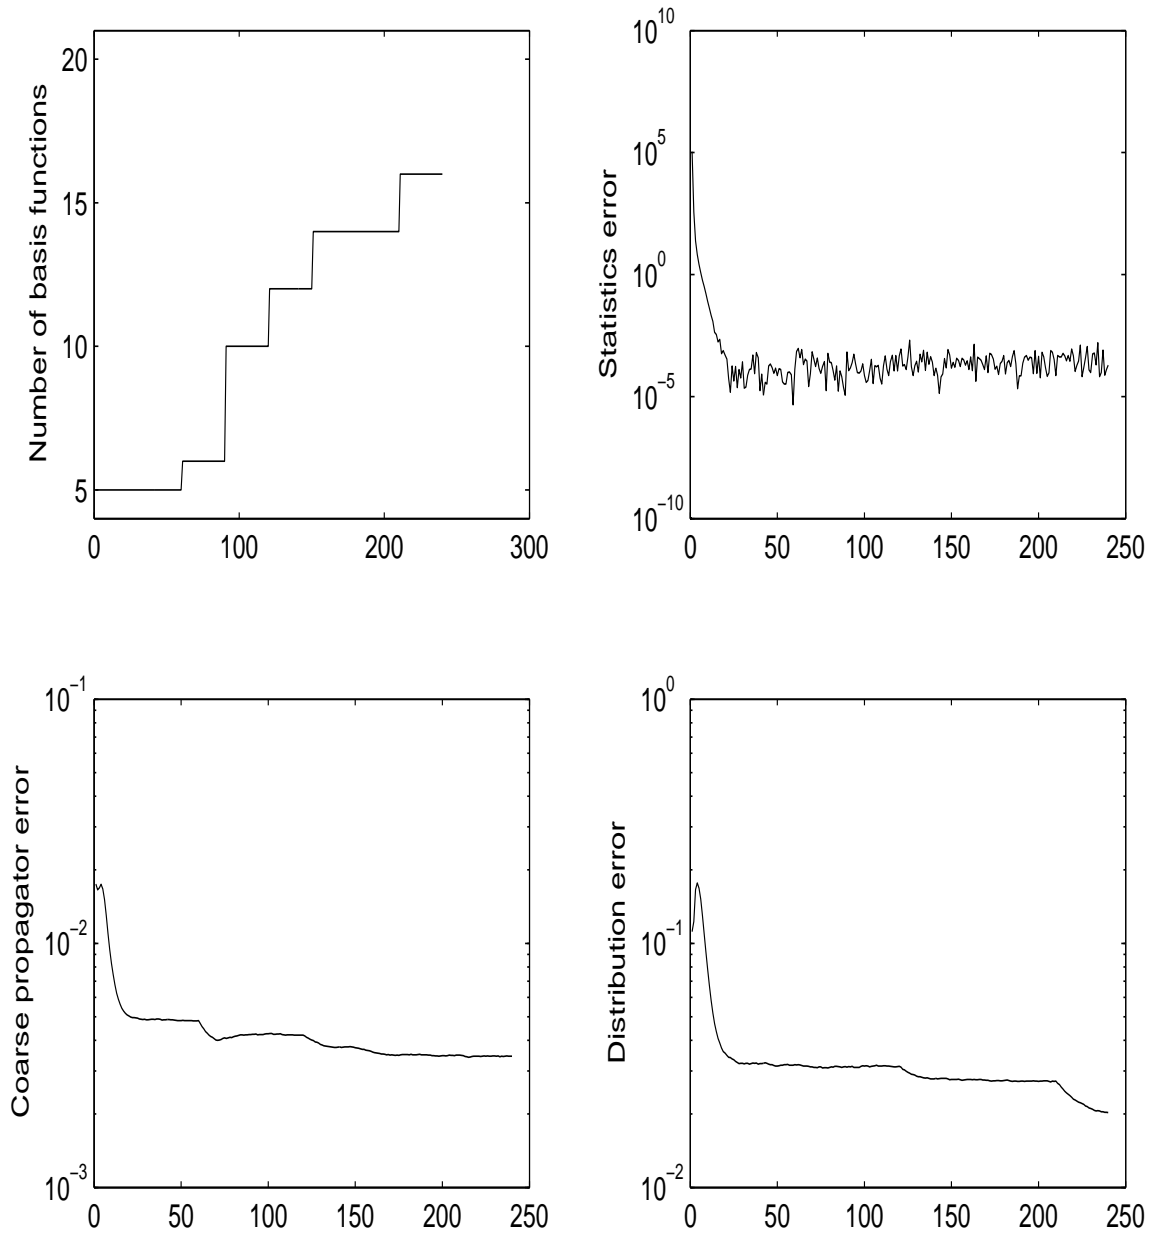 Number of basis functions
20
15
10
5
0 100 200 300
Statistics error
10^10
10^5
10^0
10^−5
10^−10
0 50 100 150 200 250
Coarse propagator error
10^−1
10^−2
10^−3
0 50 100 150 200 250
Distribution error
10^0
10^−1
10^−2
0 50 100 150 200 250